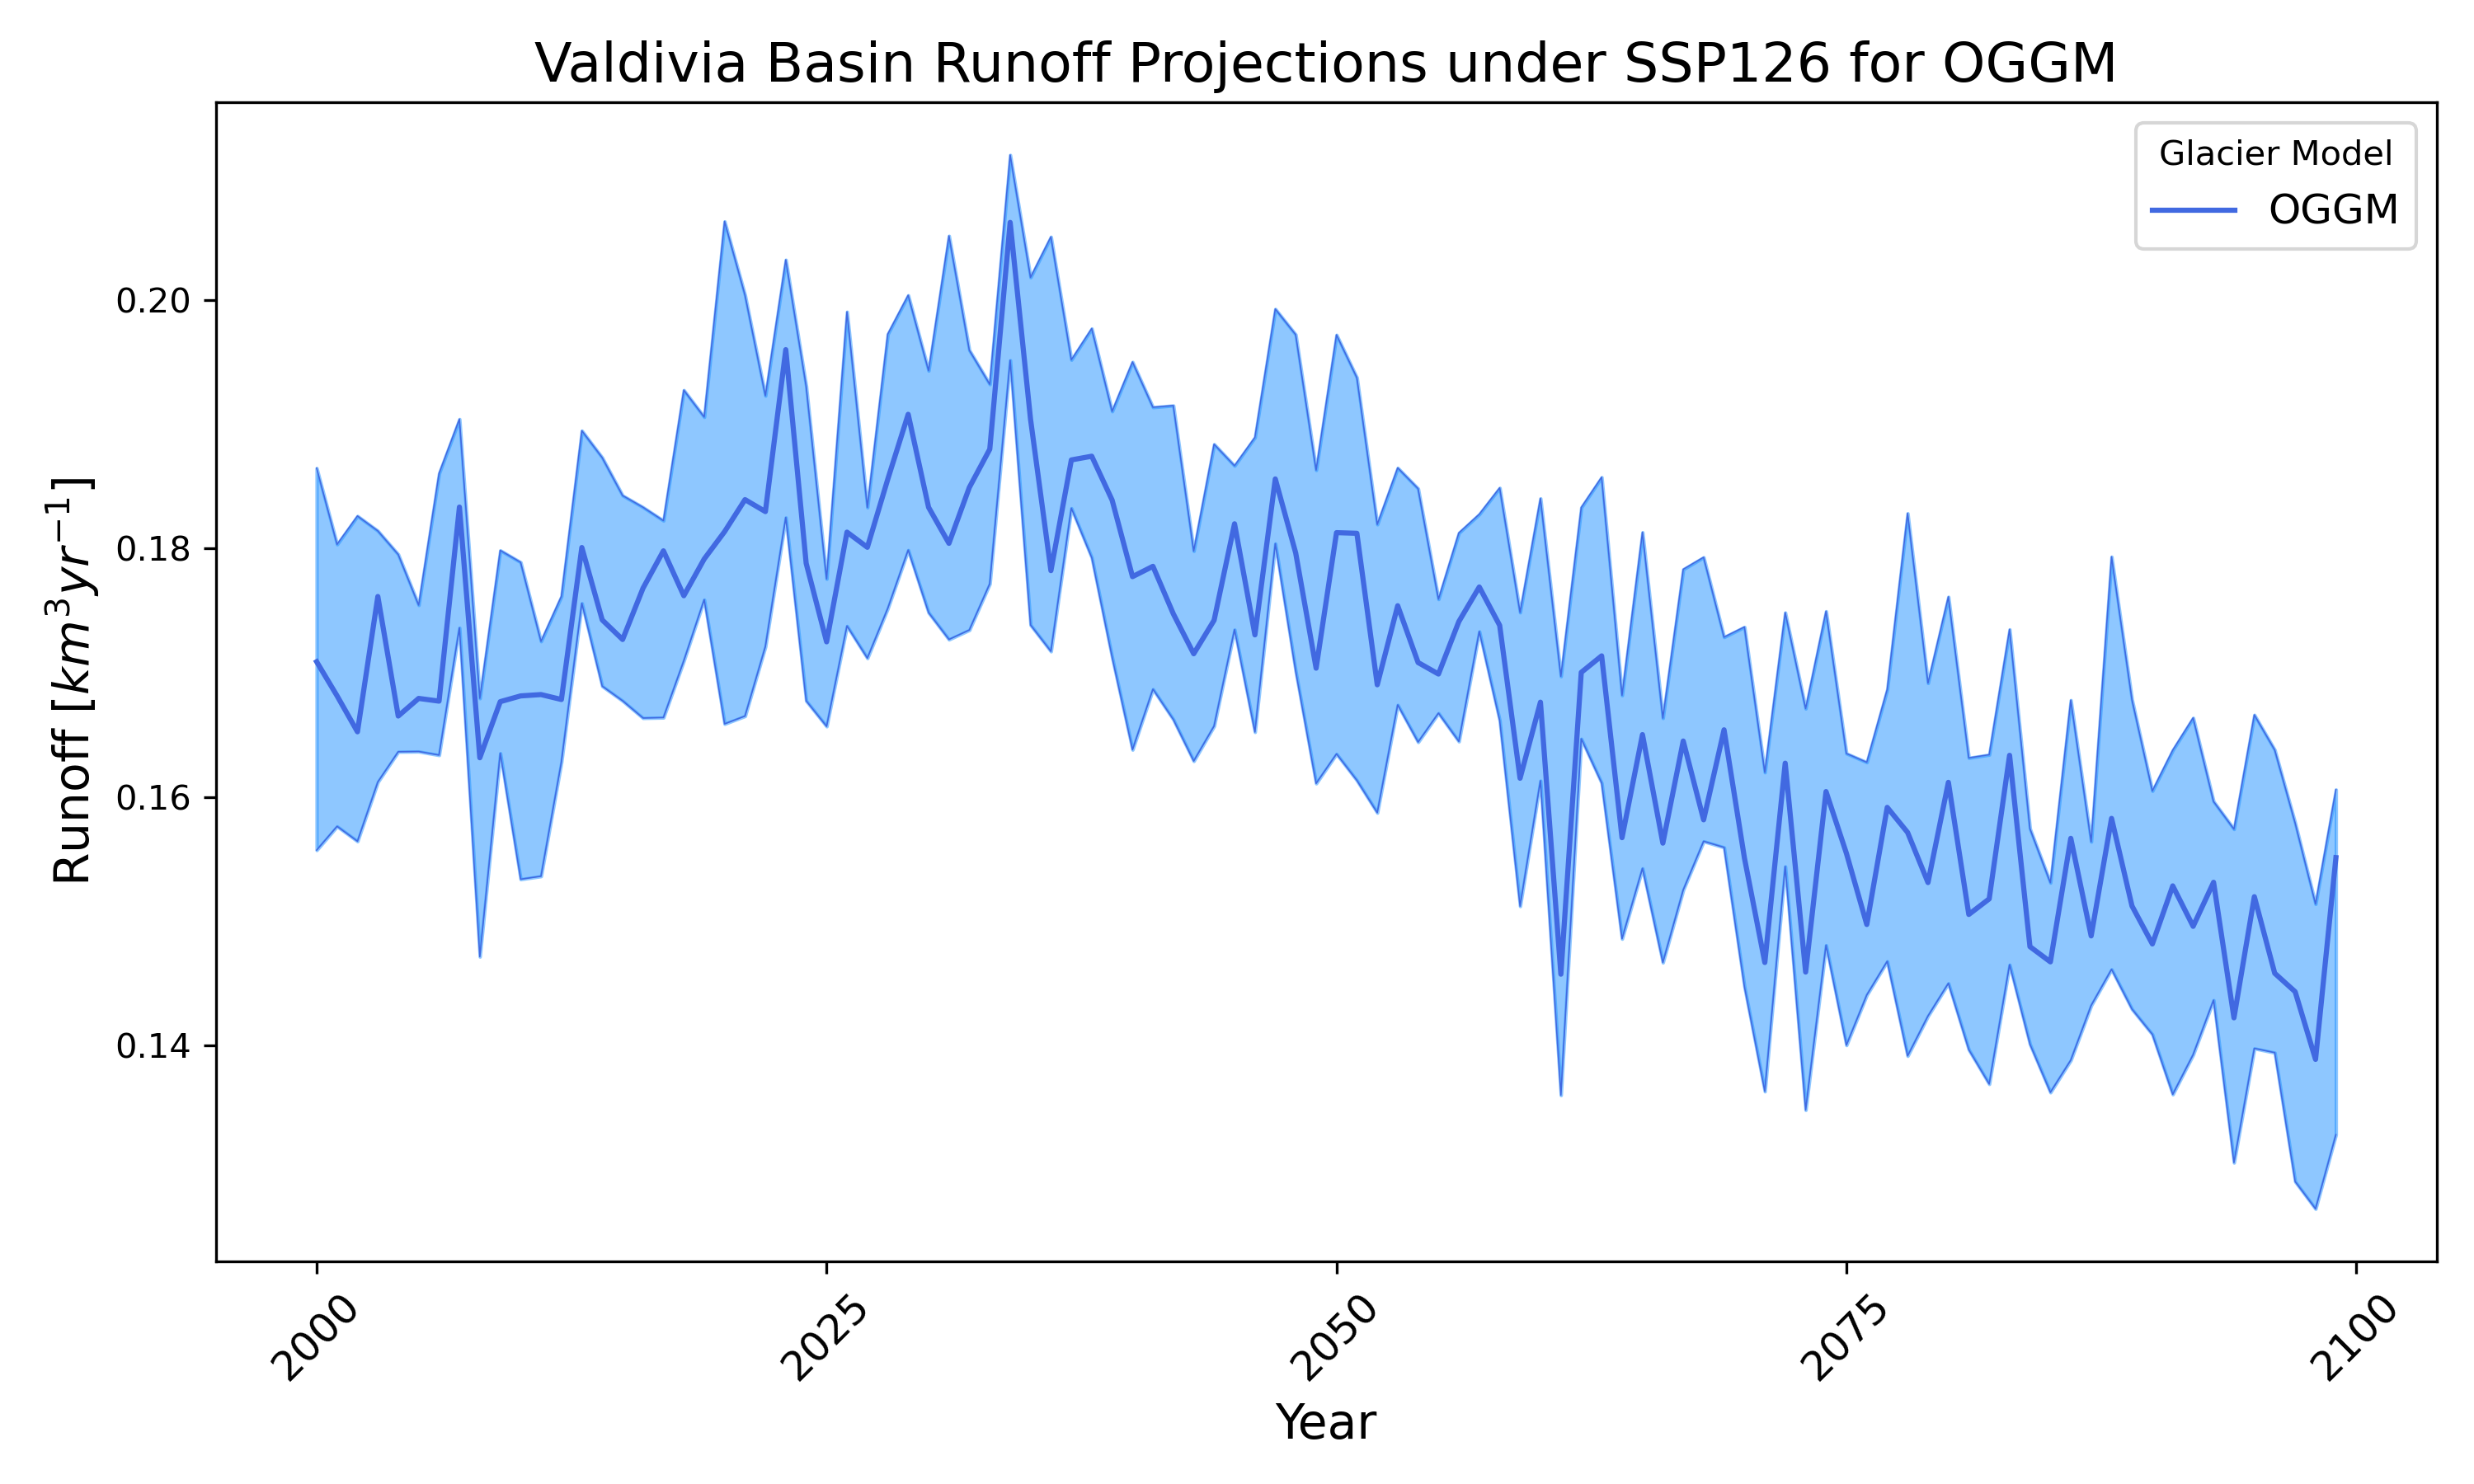 Valdivia Basin Runoff Projections under SSP126 for OGGM
Glacier Model
OGGM
Runoff [km³yr⁻¹]
0.20
0.18
0.16
0.14
2000
2025
2050
2075
2100
Year